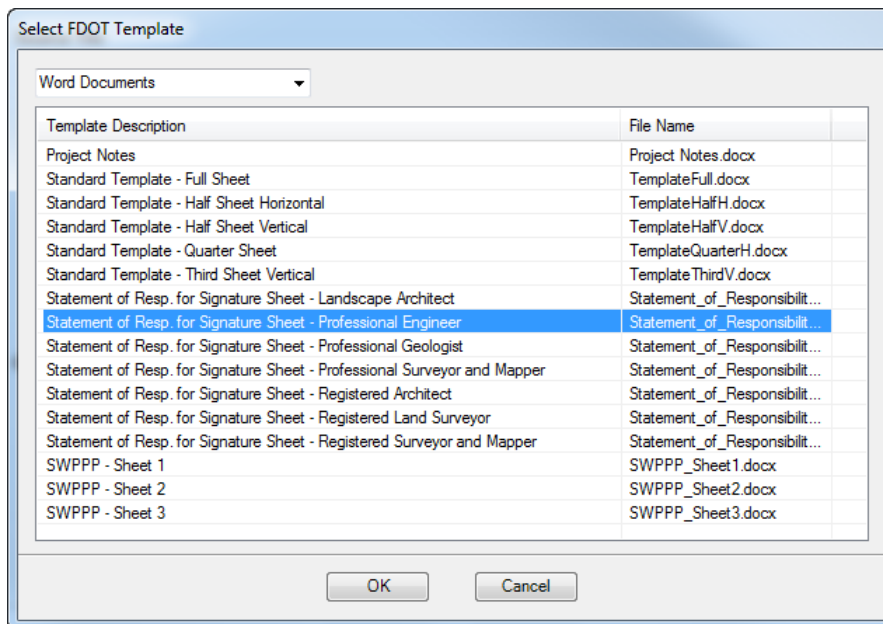 Select FDOT Template
Word Documents
Template Description File Name
Project Notes Project Notes.docx
Standard Template - Full Sheet TemplateFull.docx
Standard Template - Half Sheet Horizontal TemplateHalfH.docx
Standard Template - Half Sheet Vertical TemplateHalfV.docx
Standard Template - Quarter Sheet TemplateQuarterH.docx
Standard Template - Third Sheet Vertical TemplateThirdV.docx
Statement of Resp. for Signature Sheet - Landscape Architect Statement_of_Responsibilit...
Statement of Resp. for Signature Sheet - Professional Engineer Statement_of_Responsibilit...
Statement of Resp. for Signature Sheet - Professional Geologist Statement_of_Responsibilit...
Statement of Resp. for Signature Sheet - Professional Surveyor and Mapper Statement_of_Responsibilit...
Statement of Resp. for Signature Sheet - Registered Architect Statement_of_Responsibilit...
Statement of Resp. for Signature Sheet - Registered Land Surveyor Statement_of_Responsibilit...
Statement of Resp. for Signature Sheet - Registered Surveyor and Mapper Statement_of_Responsibilit...
SWPPP - Sheet 1 SWPPP_Sheet1.docx
SWPPP - Sheet 2 SWPPP_Sheet2.docx
SWPPP - Sheet 3 SWPPP_Sheet3.docx
OK Cancel